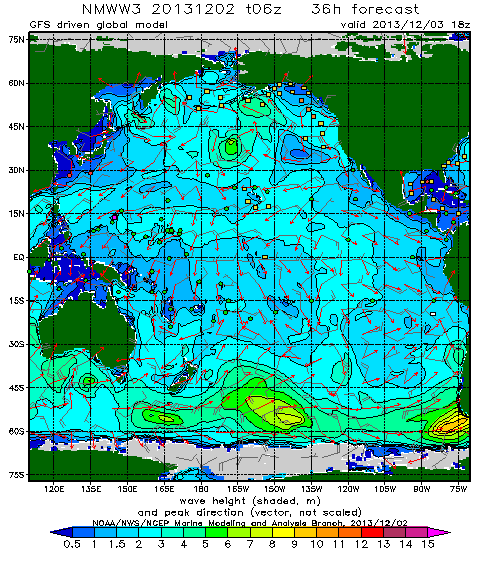 NMWW3 20131202 t06z 36h forecast
GFS driven global model valid 2013/12/03 18z
75N
60N
45N
30N
15N
EQ
15S
30S
45S
60S
75S
120E 135E 150E 165E 180 165W 150W 135W 120W 105W 90W 75W
wave height (shaded, m)
and peak direction (vector, not scaled)
NOAA/NWS/NCEP Marine Modeling and Analysis Branch, 2013/12/02
0.5 1 1.5 2 3 4 5 6 7 8 9 10 12 13 14 15